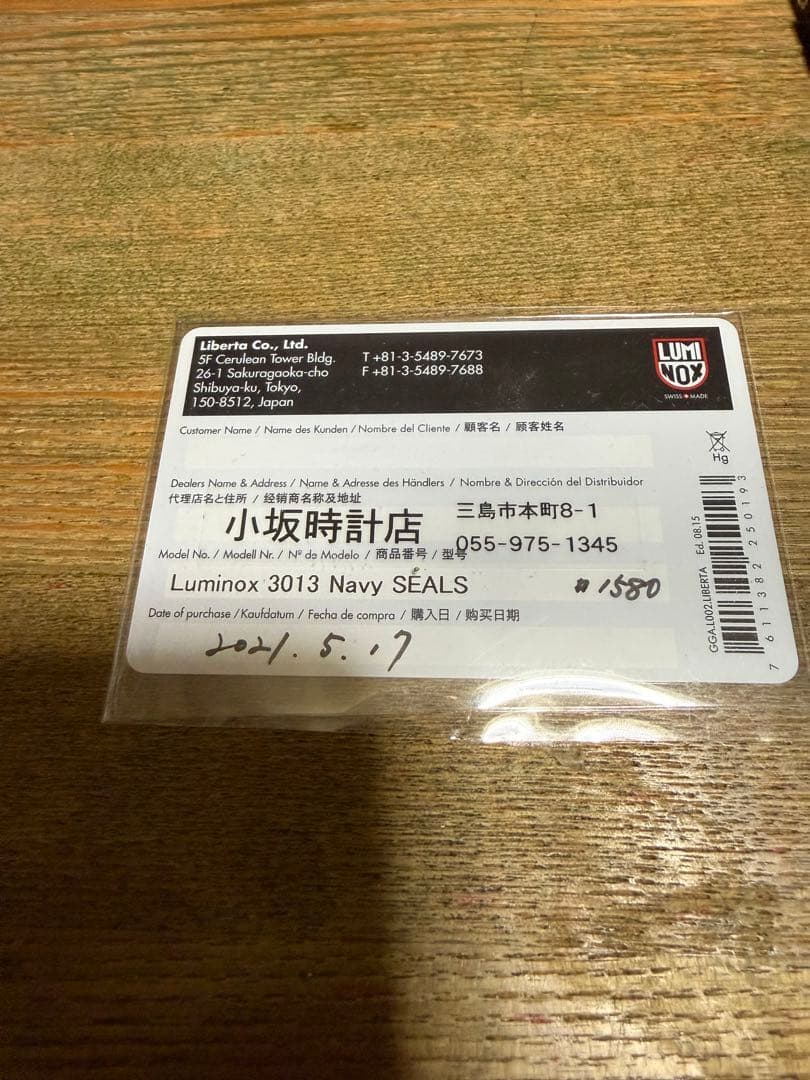 Liberta Co., Ltd.
5F Cerulean Tower Bldg.
26-1 Sakuragaoka-cho
Shibuya-ku, Tokyo,
150-8512, Japan
T +81-3-5489-7673
F +81-3-5489-7688
LUMI
NOX
SWISS MADE
Customer Name / Name des Kunden / Nombre del Cliente / 顧客名 / 顾客姓名
Hg
Dealers Name & Address / Name & Adresse des Händlers / Nombre & Dirección del Distribuidor
代理店名と住所 / 经销商名称及地址
小坂時計店
三島市本町8-1
055-975-1345
Model No. / Modell Nr. / Nº de Modelo / 商品番号 / 型号
Luminox 3013 Navy SEALS
#1580
Date of purchase / Kaufdatum / Fecha de compra / 購入日 / 购买日期
2021.5.17
GGA.L002.LIBERTA Ed. 08.15
7 611382 250193